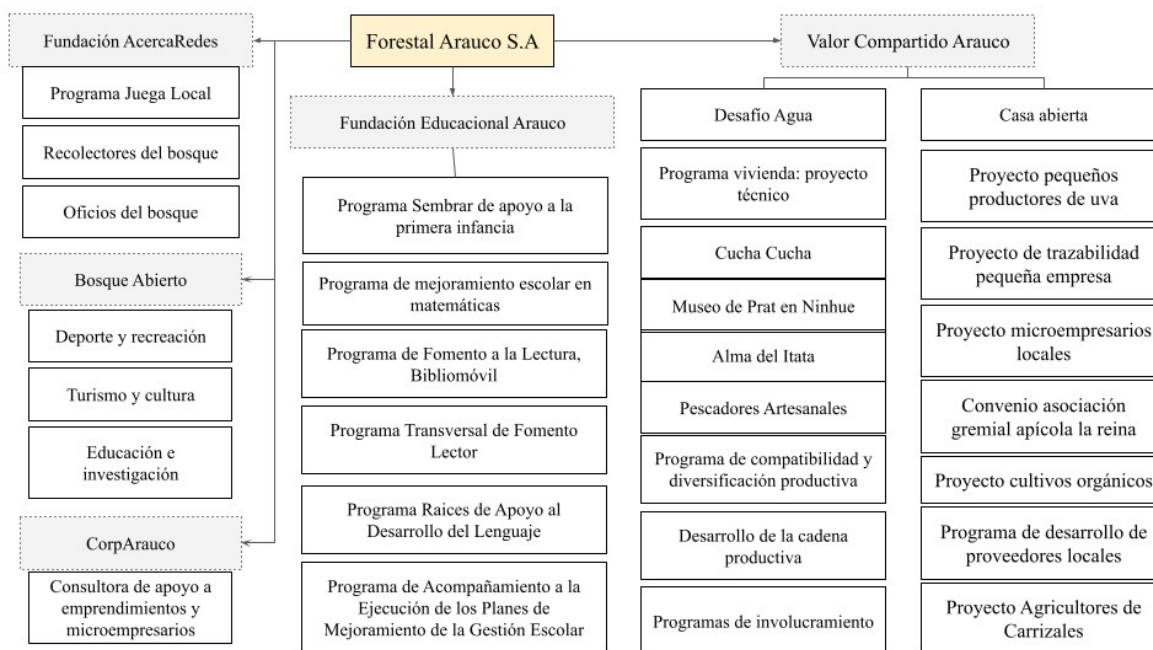 Forestal Arauco S.A
Fundación AcercaRedes
Programa Juega Local
Recolectores del bosque
Oficios del bosque
Bosque Abierto
Deporte y recreación
Turismo y cultura
Educación e
investigación
CorpArauco
Consultora de apoyo a
emprendimientos y
microempresarios
Fundación Educacional Arauco
Programa Sembrar de apoyo a la
primera infancia
Programa de mejoramiento escolar en
matemáticas
Programa de Fomento a la Lectura,
Bibliomóvil
Programa Transversal de Fomento
Lector
Programa Raices de Apoyo al
Desarrollo del Lenguaje
Programa de Acompañamiento a la
Ejecución de los Planes de
Mejoramiento de la Gestión Escolar
Valor Compartido Arauco
Desafío Agua
Programa vivienda: proyecto
técnico
Cucha Cucha
Museo de Prat en Ninhue
Alma del Itata
Pescadores Artesanales
Programa de compatibilidad y
diversificación productiva
Desarrollo de la cadena
productiva
Programas de involucramiento
Casa abierta
Proyecto pequeños
productores de uva
Proyecto de trazabilidad
pequeña empresa
Proyecto microempresarios
locales
Convenio asociación
gremial apícola la reina
Proyecto cultivos orgánicos
Programa de desarrollo de
proveedores locales
Proyecto Agricultores de
Carrizales